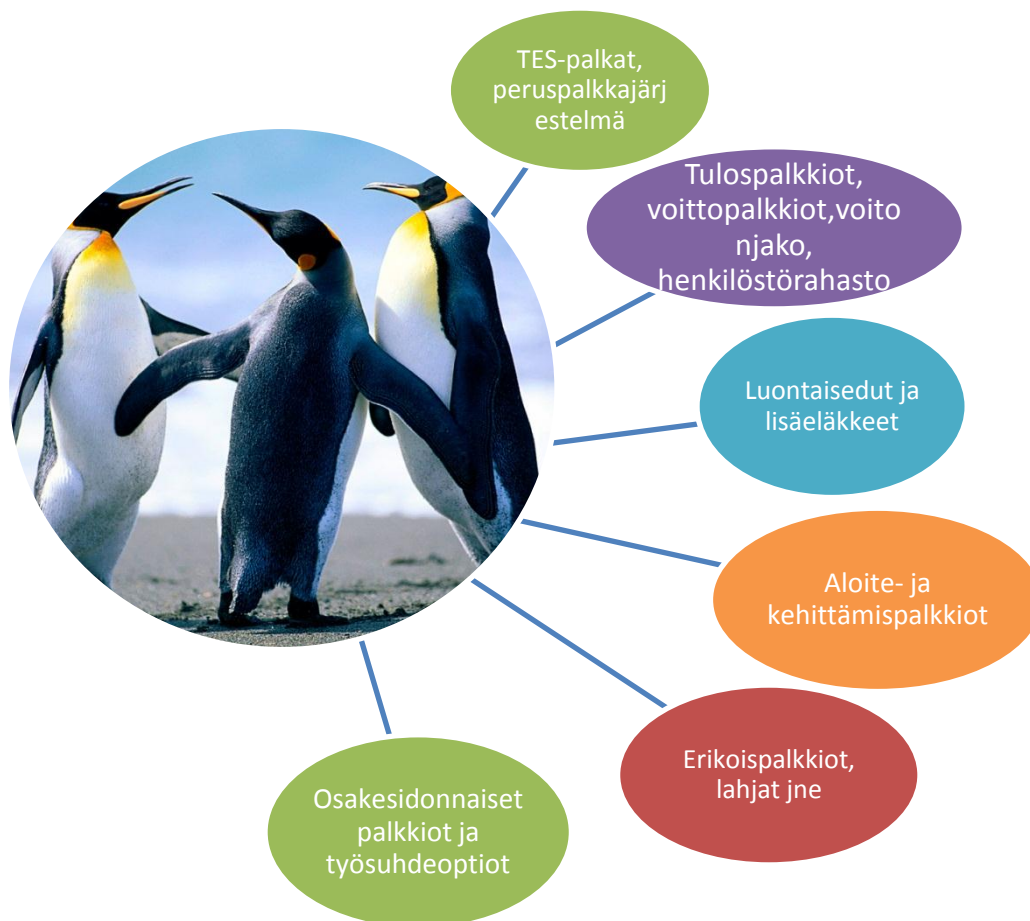 TES-palkat,
peruspalkkajärj
estelmä
Tulospalkkiot,
voittopalkkiot,voito
njako,
henkilöstörahasto
Luontaisedut ja
lisäeläkkeet
Aloite- ja
kehittämispalkkiot
Erikoispalkkiot,
lahjat jne
Osakesidonnaiset
palkkiot ja
työsuhdeoptiot